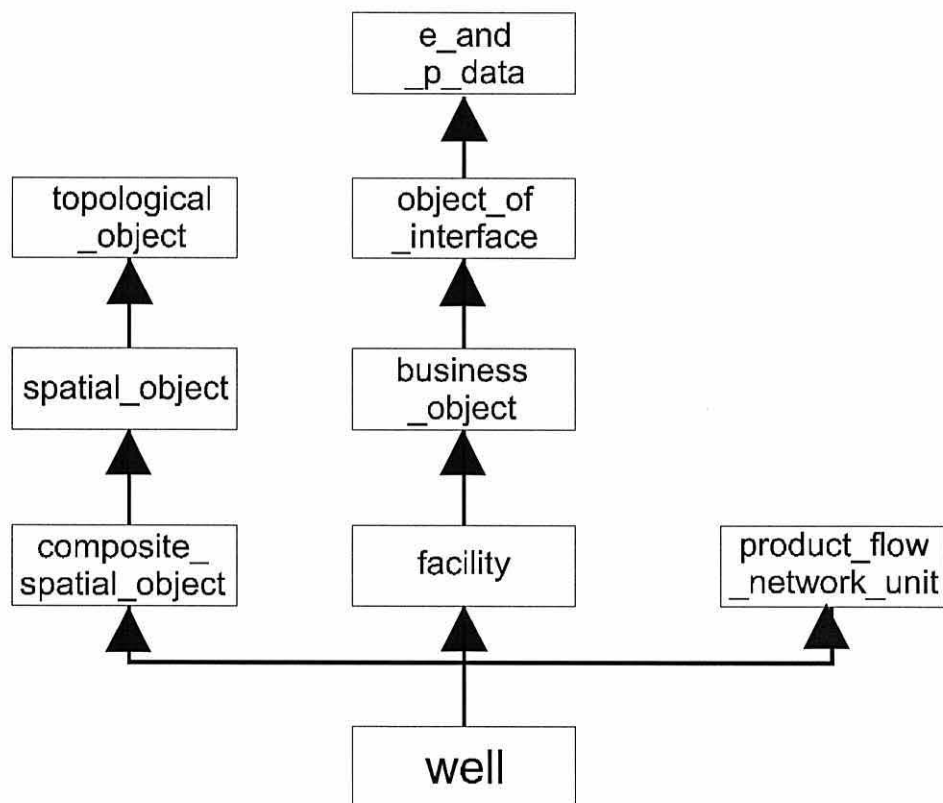 e_and
_p_data
topological
_object
object_of
_interface
spatial_object
business
_object
composite_
spatial_object
facility
product_flow
_network_unit
well